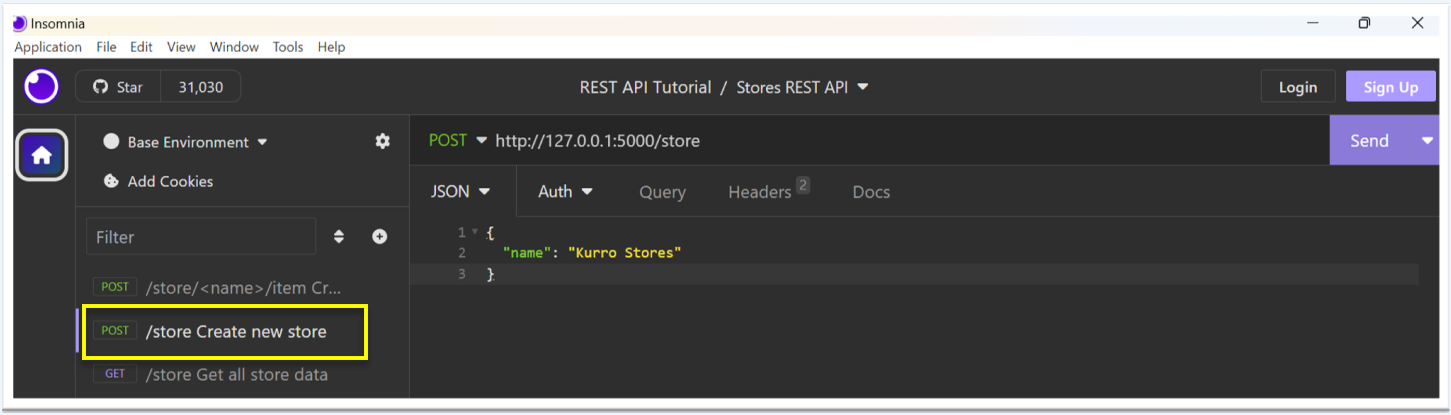 Insomnia
Application File Edit View Window Tools Help
Star 31,030 REST API Tutorial / Stores REST API Login Sign Up
Base Environment
Add Cookies
Filter
POST /store/<name>/item Cr...
POST /store Create new store
GET /store Get all store data
POST http://127.0.0.1:5000/store Send
JSON Auth Query Headers 2 Docs
1 {
2 "name": "Kurro Stores"
3 }